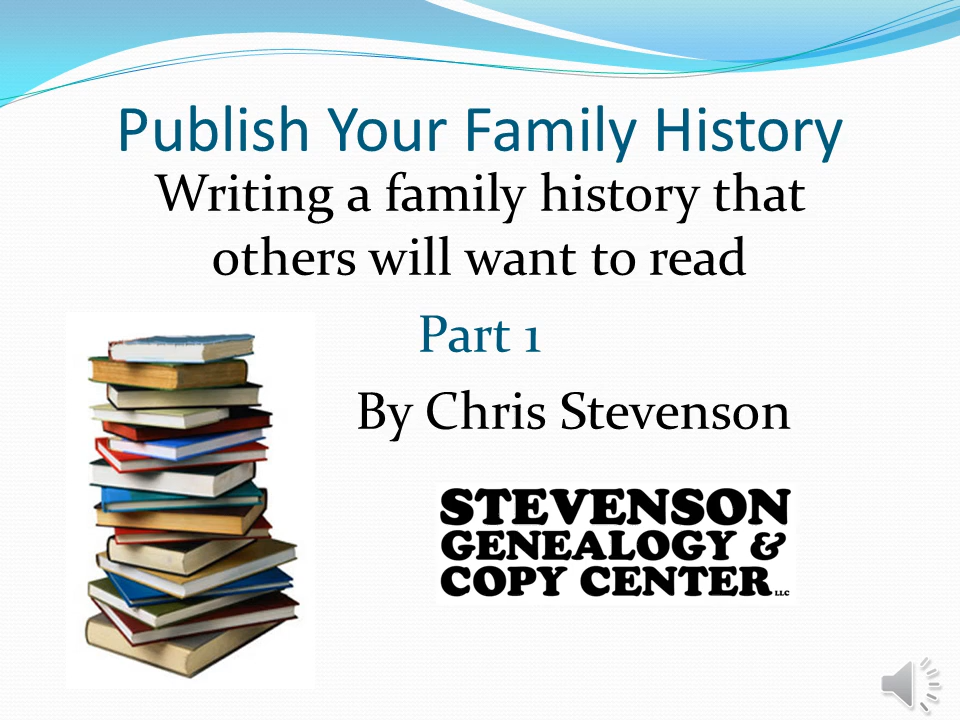 Publish Your Family History
Writing a family history that
others will want to read
Part 1
By Chris Stevenson
STEVENSON
GENEALOGY &
COPY CENTER LLC